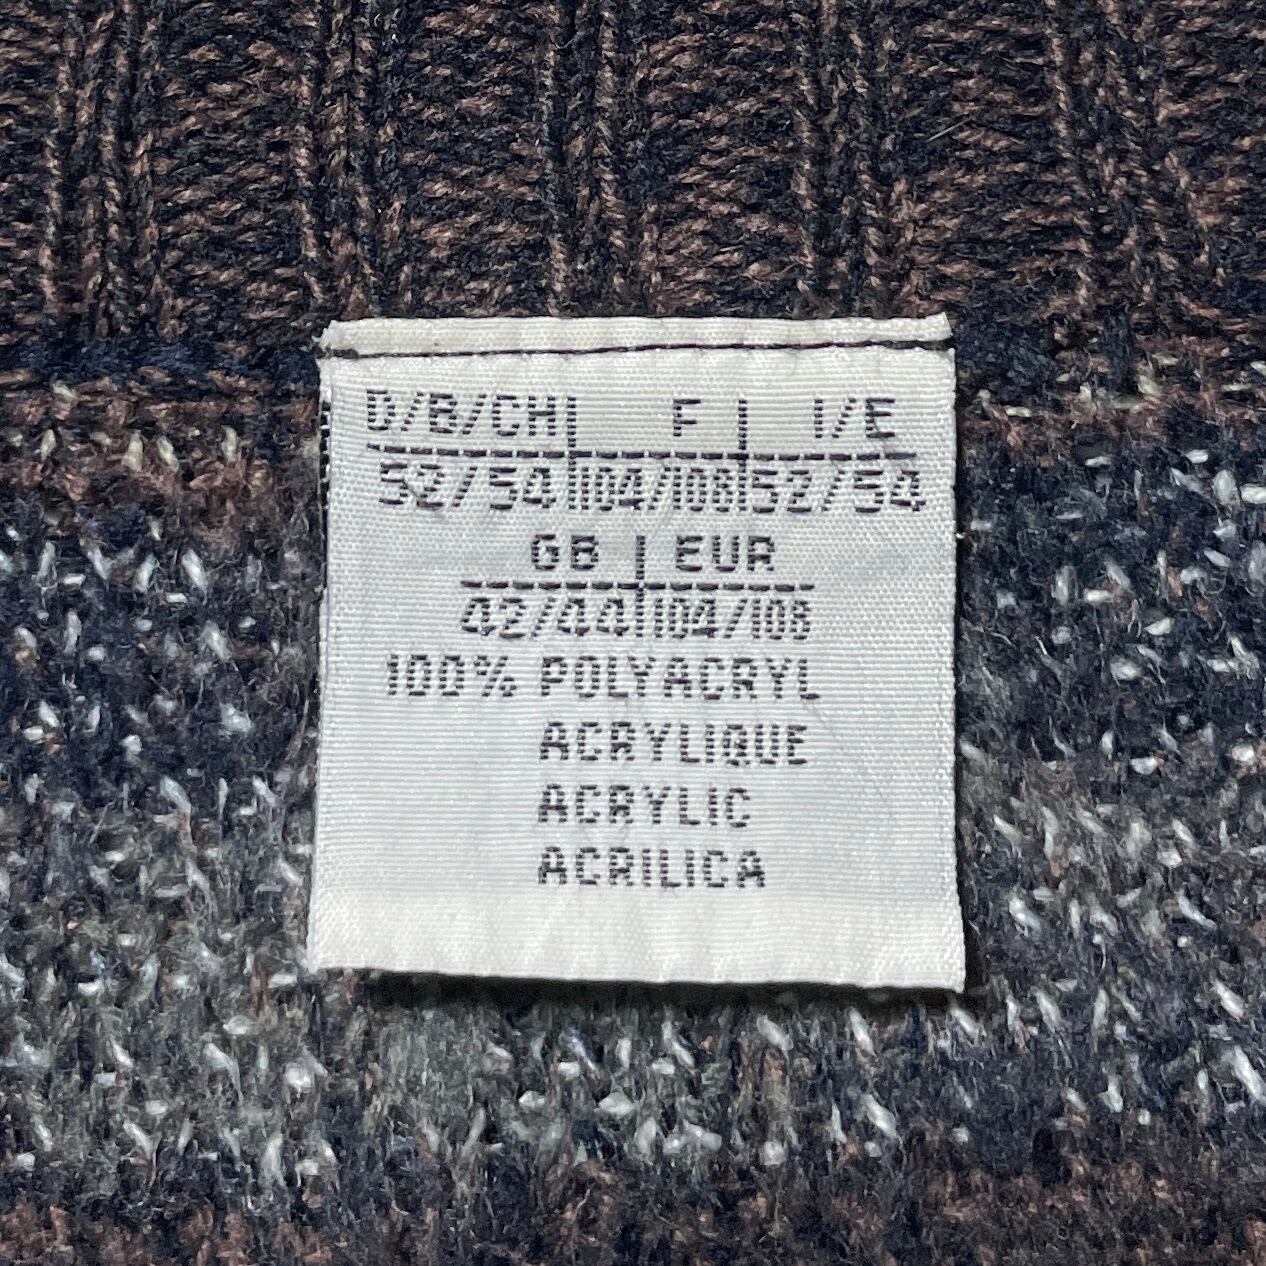 D/B/CH| F | I/E
52/54|104/108|52/54
GB | EUR
42/44|104/108
100% POLYACRYL
ACRYLIQUE
ACRYLIC
ACRILICA